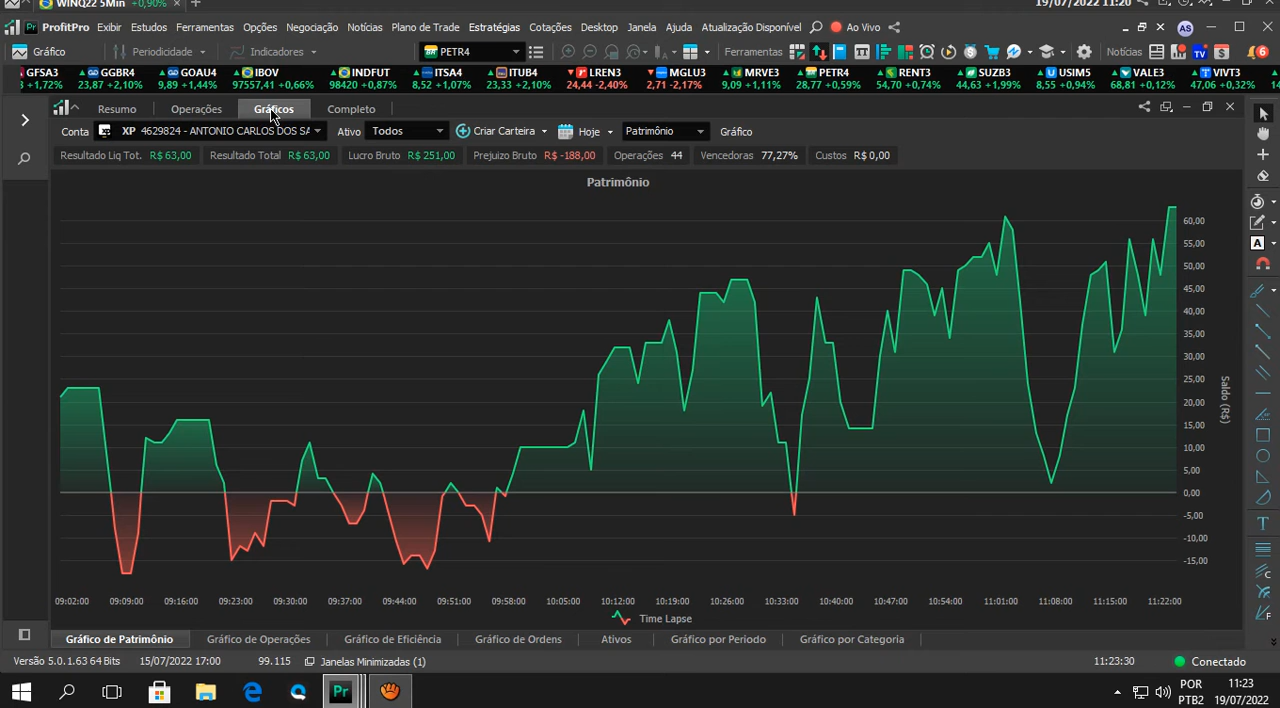 WINQ22 5Min +0,90%
19/07/2022 11:20
Pr ProfitPro Exibir Estudos Ferramentas Opções Negociação Notícias Plano de Trade Estratégias Cotações Desktop Janela Ajuda Atualização Disponível Ao Vivo AS
Gráfico Periodicidade Indicadores PETR4 Ferramentas Notícias 6
GFSA3 GGBR4 GOAU4 IBOV INDFUT ITSA4 ITUB4 LREN3 MGLU3 MRVE3 PETR4 RENT3 SUZB3 USIM5 VALE3 VIVT3
+1,72% 23,87 +2,10% 9,89 +1,44% 97557,41 +0,66% 98420 +0,87% 8,52 +1,07% 23,33 +2,10% 24,44 -2,40% 2,71 -2,17% 9,09 +1,11% 28,77 +0,59% 54,70 +0,31% 44,63 +1,99% 8,55 +0,94% 68,81 +0,12% 47,06 +0,32%
Resumo Operações Gráficos Completo
Conta XP 4629824 - ANTONIO CARLOS DOS SA Ativo Todos Criar Carteira Hoje Patrimônio Gráfico
Resultado Liq Tot. R$ 63,00 Resultado Total R$ 63,00 Lucro Bruto R$ 251,00 Prejuizo Bruto R$ -188,00 Operações 44 Vencedoras 77,27% Custos R$ 0,00
Patrimônio
60,00
55,00
50,00
45,00
40,00
35,00
30,00
25,00
20,00
15,00
10,00
5,00
0,00
-5,00
-10,00
-15,00
Saldo (R$)
09:02:00 09:09:00 09:16:00 09:23:00 09:30:00 09:37:00 09:44:00 09:51:00 09:58:00 10:05:00 10:12:00 10:19:00 10:26:00 10:33:00 10:40:00 10:47:00 10:54:00 11:01:00 11:08:00 11:15:00 11:22:00
Time Lapse
Gráfico de Patrimônio Gráfico de Operações Gráfico de Eficiência Gráfico de Ordens Ativos Gráfico por Periodo Gráfico por Categoria
Versão 5.0.1.63 64 Bits 15/07/2022 17:00 99.115 Janelas Minimizadas (1) 11:23:30 Conectado
Pr
POR 11:23
PTB2 19/07/2022